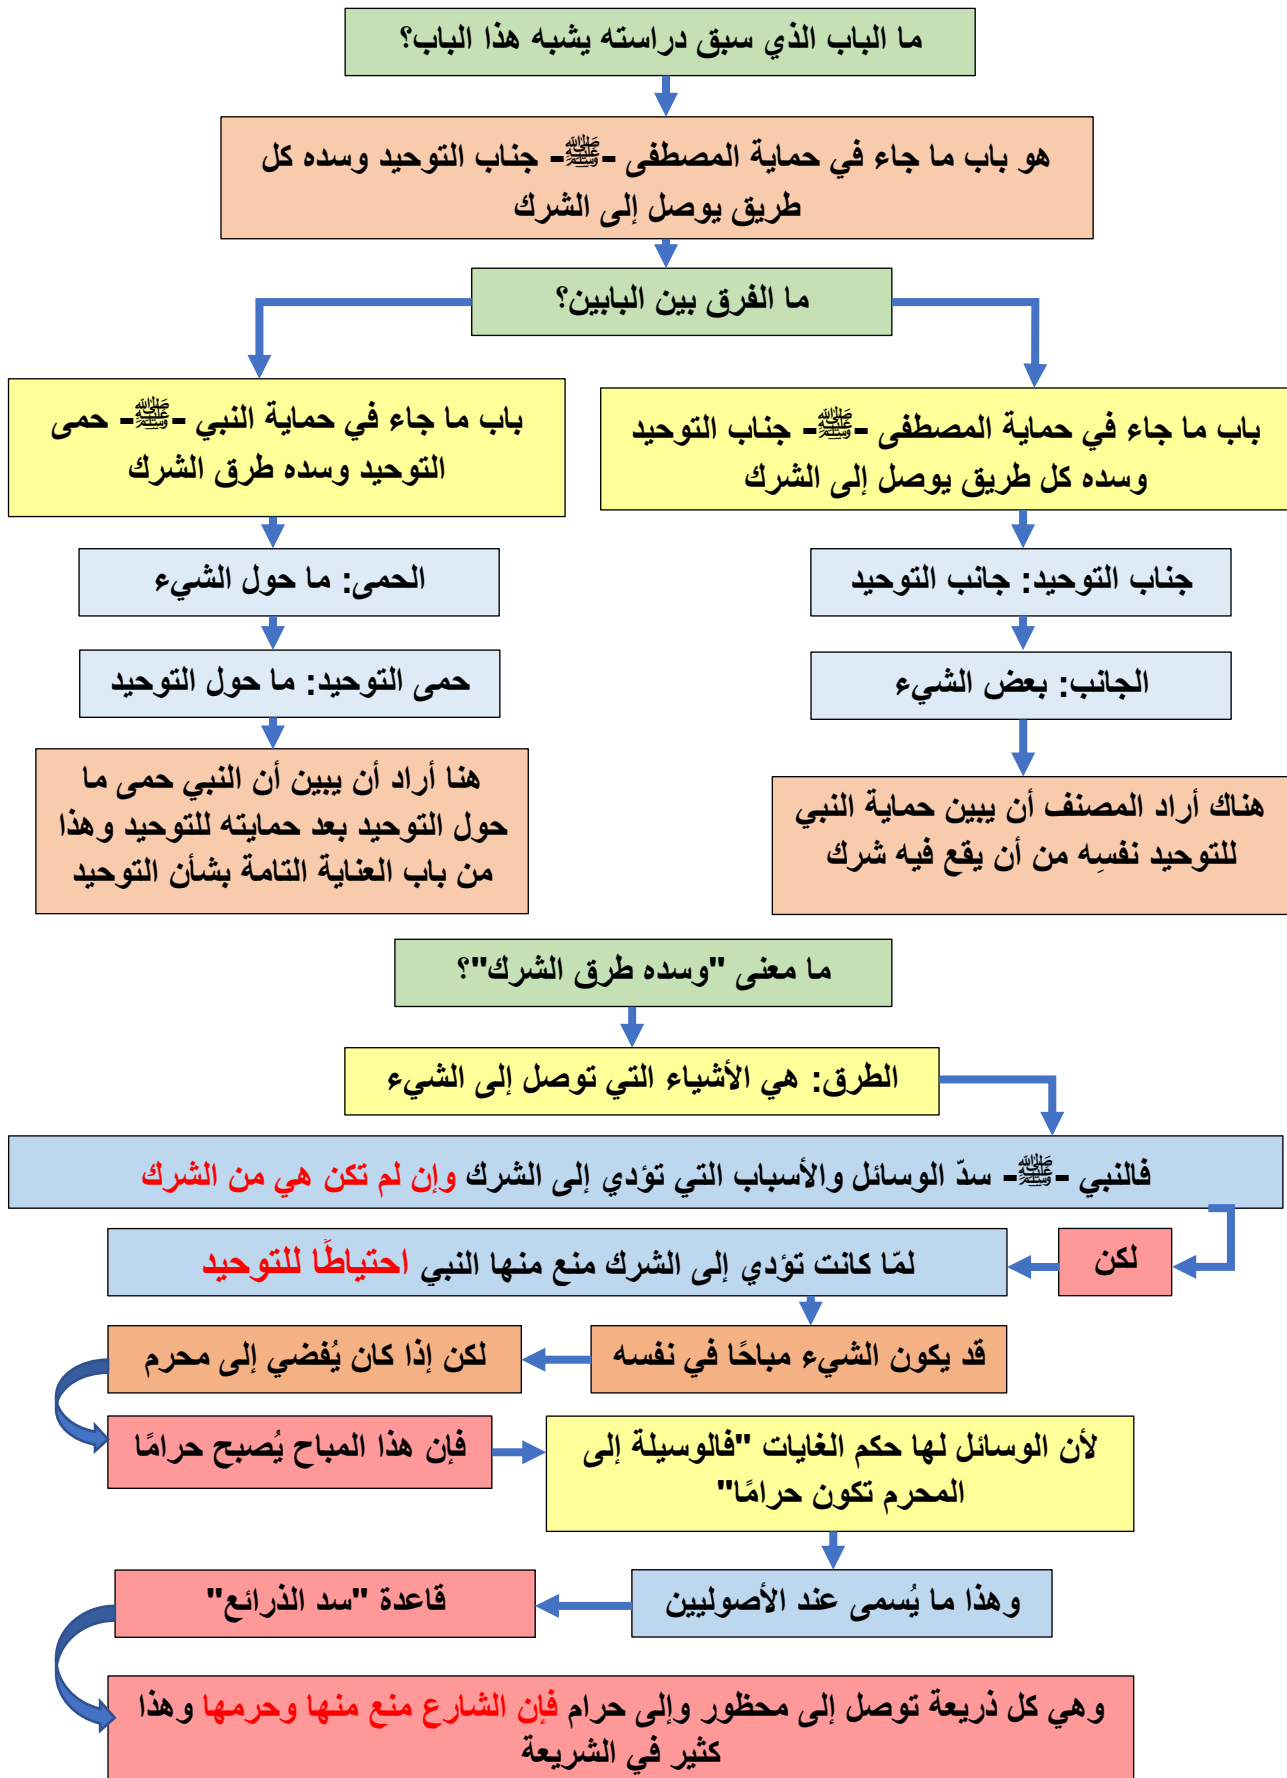 ما الباب الذي سبق دراسته يشبه هذا الباب؟
هو باب ما جاء في حماية المصطفى -ﷺ- جناب التوحيد وسده كل
طريق يوصل إلى الشرك
ما الفرق بين البابين؟
باب ما جاء في حماية المصطفى -ﷺ- جناب التوحيد
وسده كل طريق يوصل إلى الشرك
جناب التوحيد: جانب التوحيد
الجانب: بعض الشيء
هناك أراد المصنف أن يبين حماية النبي
للتوحيد نفسِه من أن يقع فيه شرك
باب ما جاء في حماية النبي -ﷺ- حمى
التوحيد وسده طرق الشرك
الحمى: ما حول الشيء
حمى التوحيد: ما حول التوحيد
هنا أراد أن يبين أن النبي حمى ما
حول التوحيد بعد حمايته للتوحيد وهذا
من باب العناية التامة بشأن التوحيد
ما معنى "وسده طرق الشرك"؟
الطرق: هي الأشياء التي توصل إلى الشيء
فالنبي -ﷺ- سدّ الوسائل والأسباب التي تؤدي إلى الشرك وإن لم تكن هي من الشرك
لكن
لمّا كانت تؤدي إلى الشرك منع منها النبي احتياطًا للتوحيد
قد يكون الشيء مباحًا في نفسه
لكن إذا كان يُفضي إلى محرم
فإن هذا المباح يُصبح حرامًا
لأن الوسائل لها حكم الغايات "فالوسيلة إلى
المحرم تكون حرامًا"
وهذا ما يُسمى عند الأصوليين
قاعدة "سد الذرائع"
وهي كل ذريعة توصل إلى محظور وإلى حرام فإن الشارع منع منها وحرمها وهذا
كثير في الشريعة